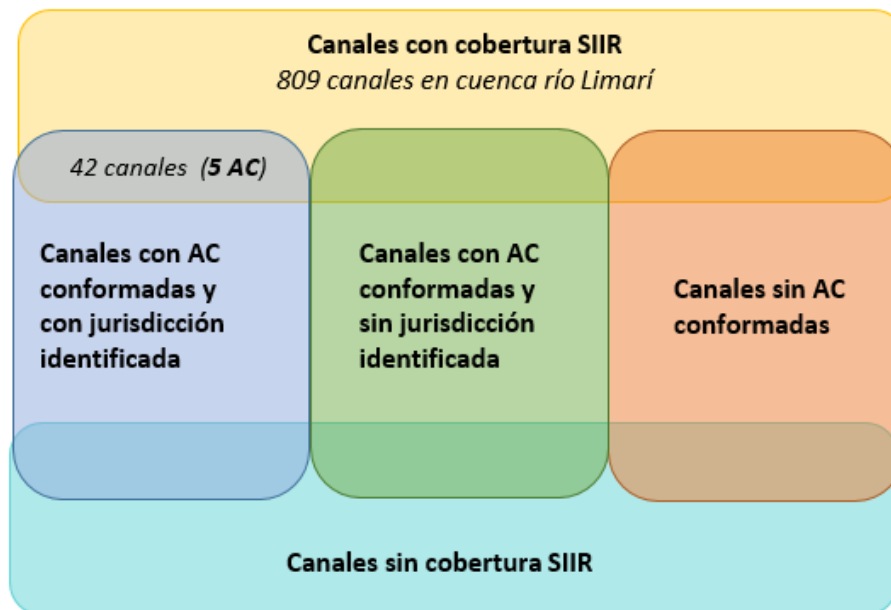 Canales con cobertura SIIR
809 canales en cuenca río Limarí
42 canales (5 AC)
Canales con AC
conformadas y
con jurisdicción
identificada
Canales con AC
conformadas y
sin jurisdicción
identificada
Canales sin AC
conformadas
Canales sin cobertura SIIR